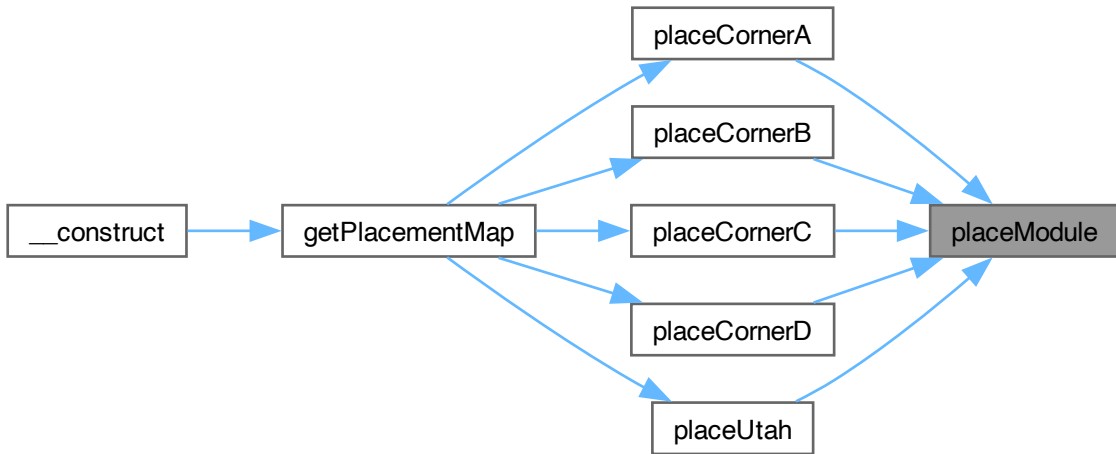 __construct
getPlacementMap
placeCornerA
placeCornerB
placeCornerC
placeCornerD
placeUtah
placeModule